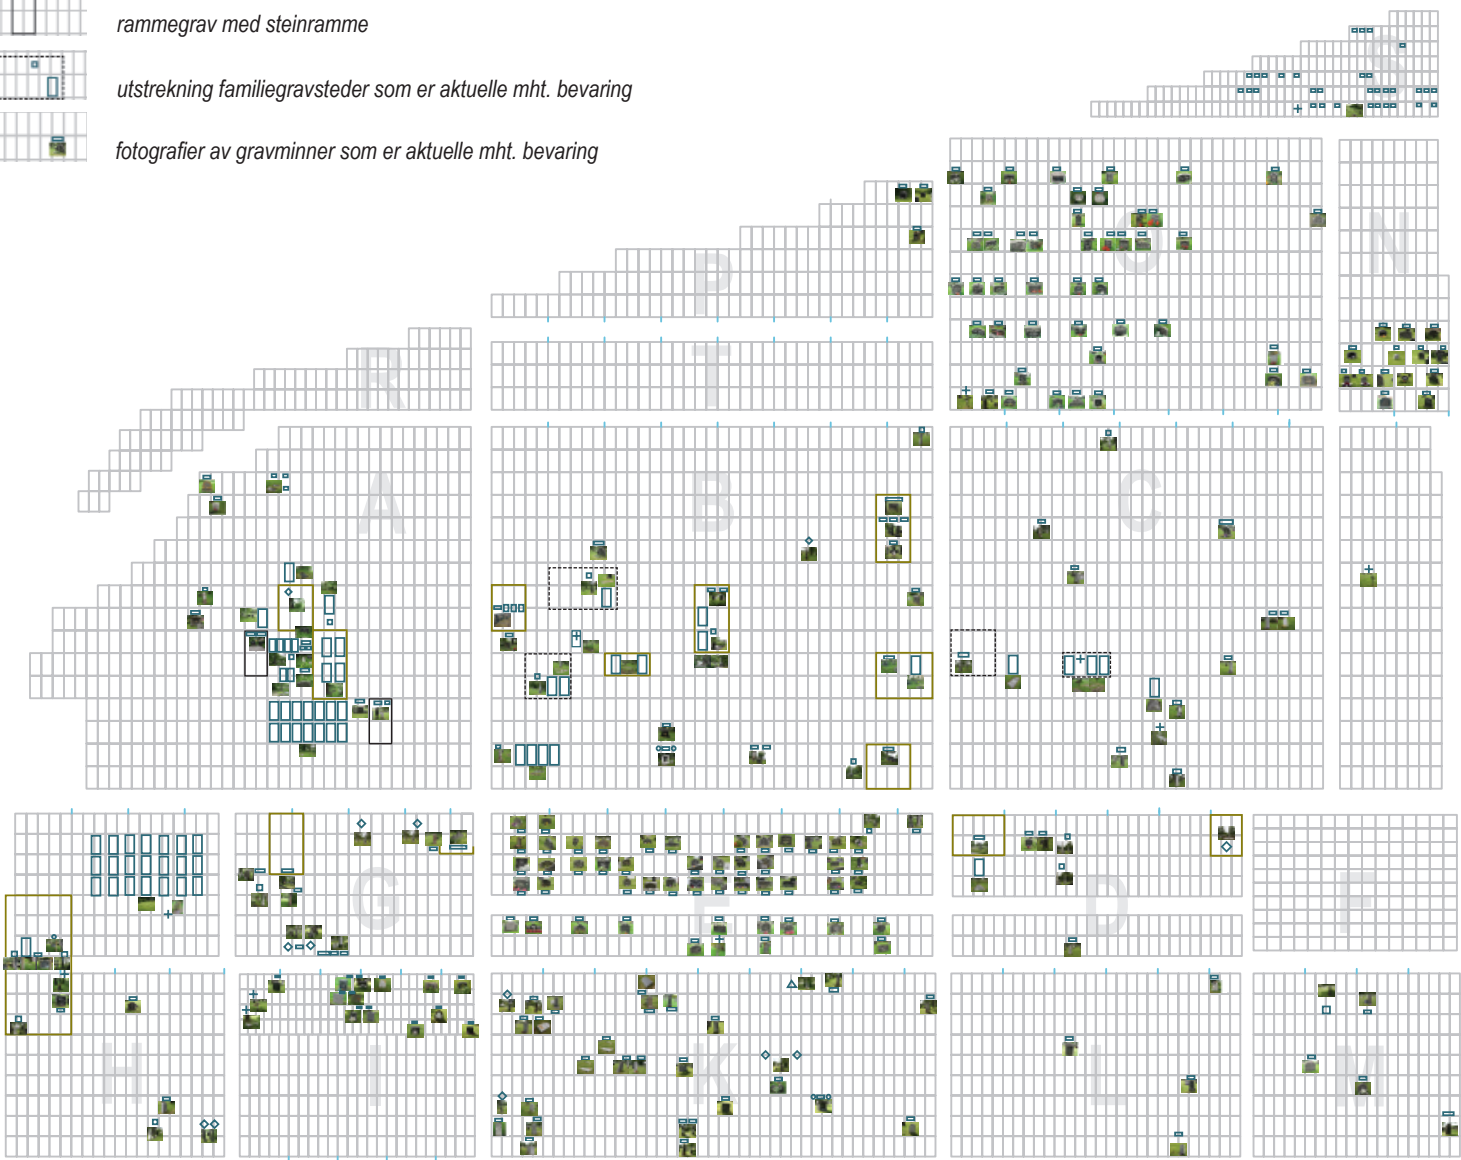 rammegrav med steinramme
utstrekning familiegravsteder som er aktuelle mht. bevaring
fotografier av gravminner som er aktuelle mht. bevaring
S
P
O
N
R
A
B
C
G
E
D
F
H
I
K
L
M